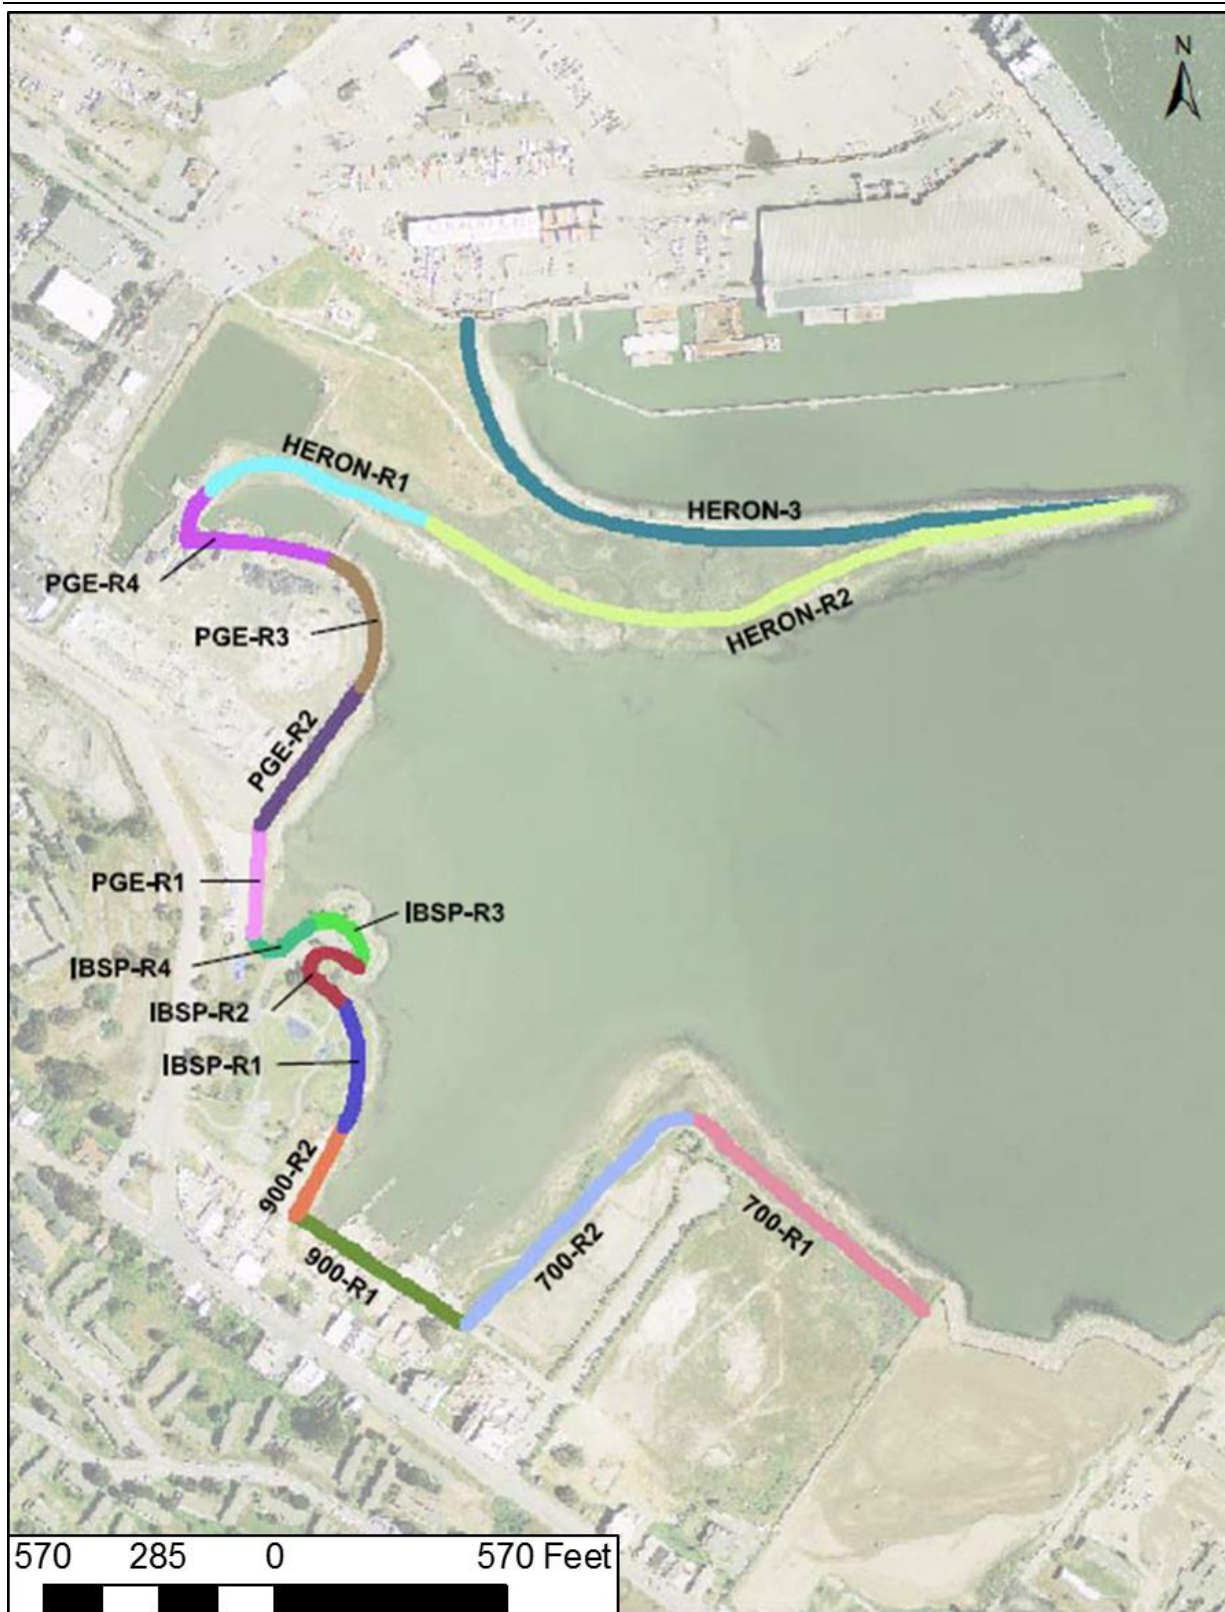 N
HERON-R1
HERON-3
PGE-R4
HERON-R2
PGE-R3
PGE-R2
PGE-R1
IBSP-R3
IBSP-R4
IBSP-R2
IBSP-R1
900-R2
700-R1
700-R2
900-R1
570 285 0 570 Feet